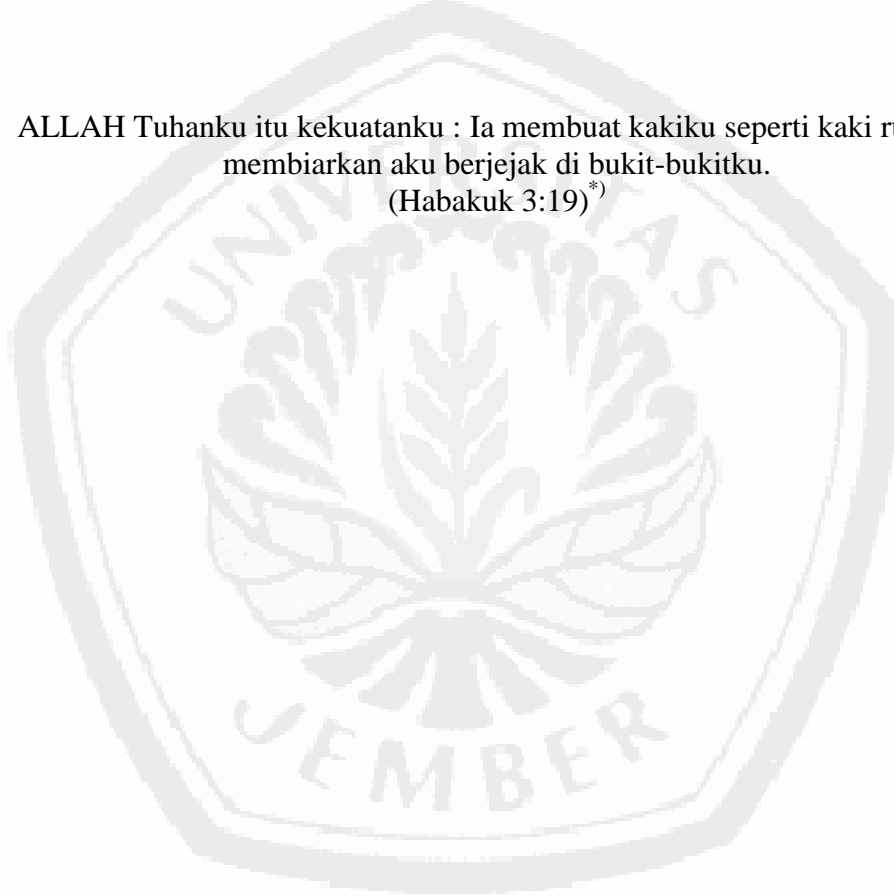 ALLAH Tuhanku itu kekuatanku : Ia membuat kakiku seperti kaki
membiarkan aku berjejak di bukit-bukitku.
(Habakuk 3:19)*)
UNIVERSITAS
JEMBER